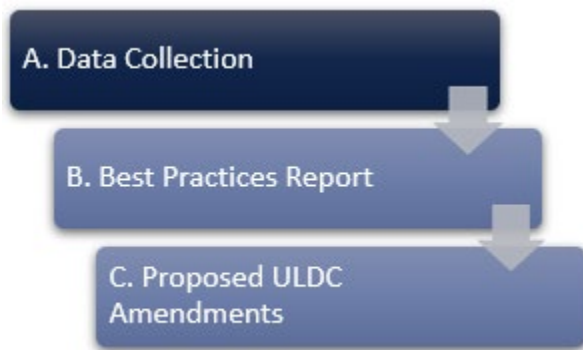 A. Data Collection
B. Best Practices Report
C. Proposed ULDC
Amendments